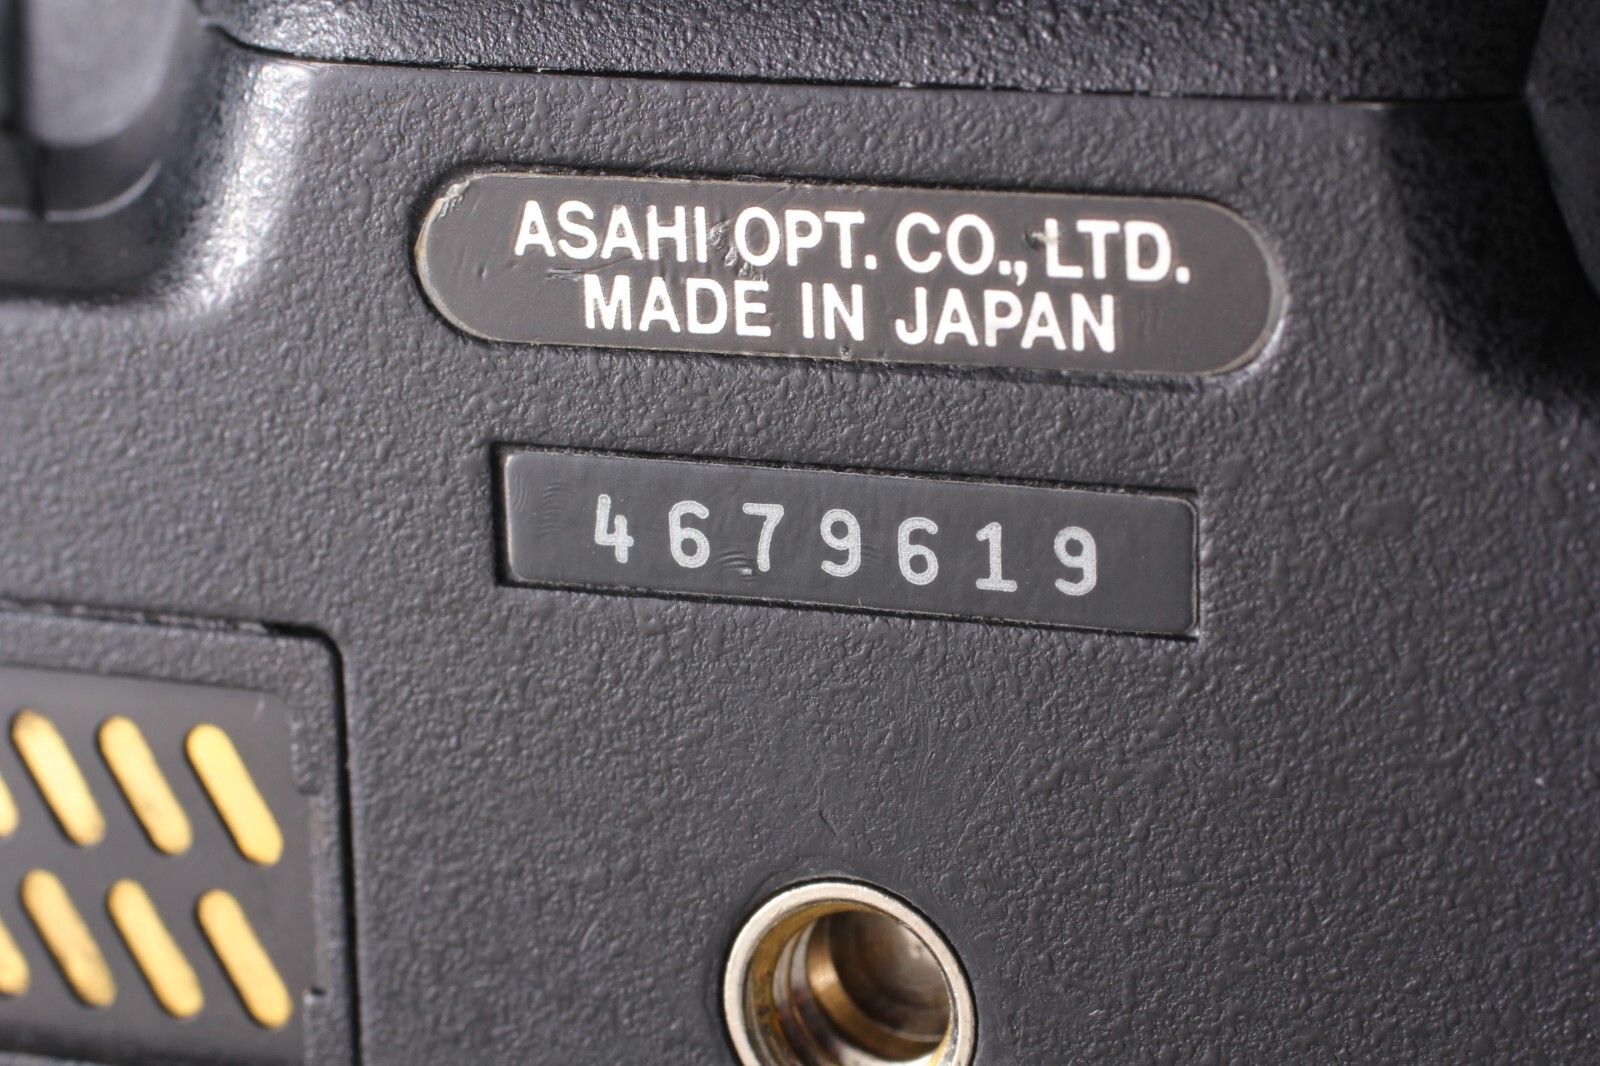 ASAHI OPT. CO., LTD.
MADE IN JAPAN
4679619